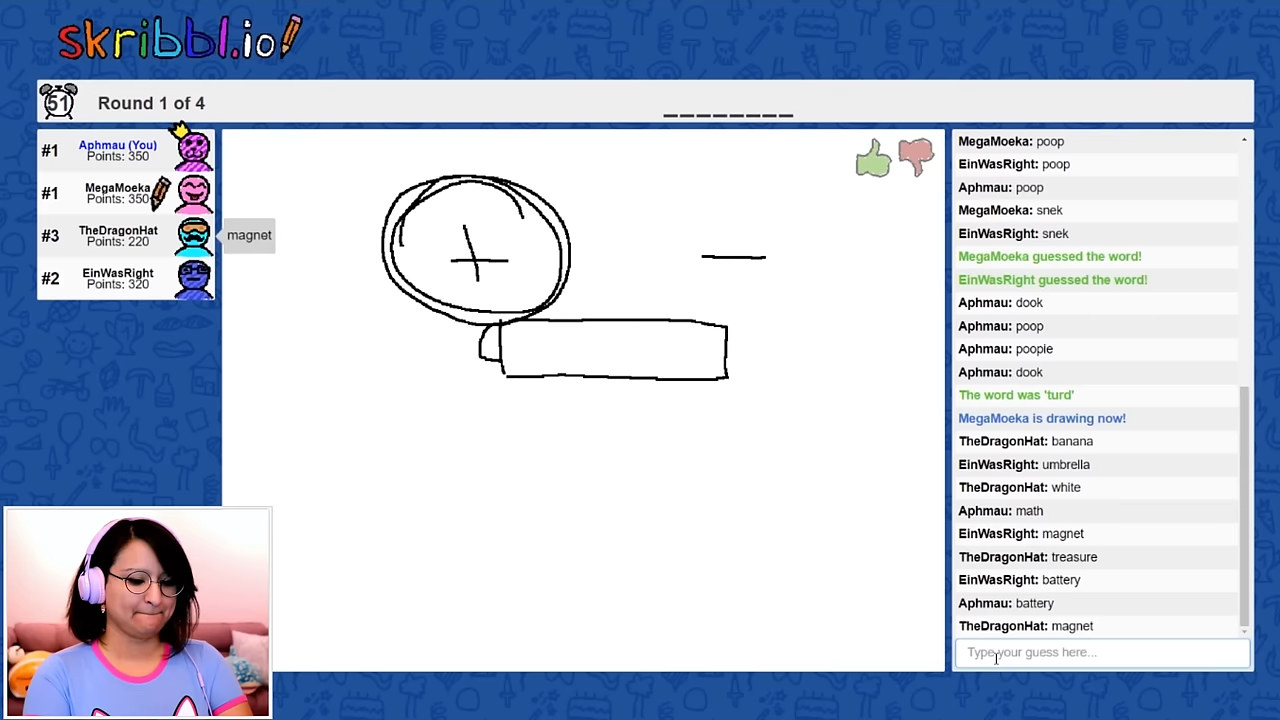 skribbl.io!
51
Round 1 of 4
________
#1
Aphmau (You)
Points: 350
#1
MegaMoeka
Points: 350
#3
TheDragonHat
Points: 220
magnet
#2
EinWasRight
Points: 320
MegaMoeka: poop
EinWasRight: poop
Aphmau: poop
MegaMoeka: snek
EinWasRight: snek
MegaMoeka guessed the word!
EinWasRight guessed the word!
Aphmau: dook
Aphmau: poop
Aphmau: poopie
Aphmau: dook
The word was 'turd'
MegaMoeka is drawing now!
TheDragonHat: banana
EinWasRight: umbrella
TheDragonHat: white
Aphmau: math
EinWasRight: magnet
TheDragonHat: treasure
EinWasRight: battery
Aphmau: battery
TheDragonHat: magnet
Type your guess here...